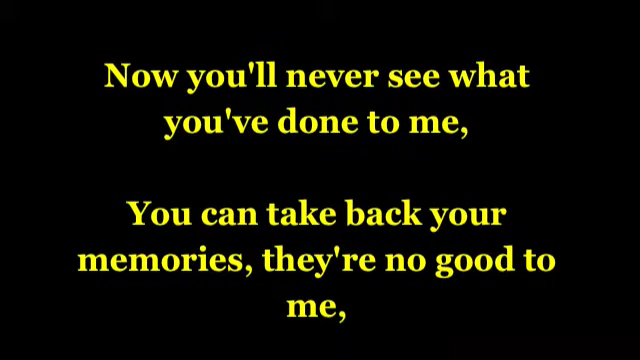 Now you'll never see what
you've done to me,
You can take back your
memories, they're no good to
me,